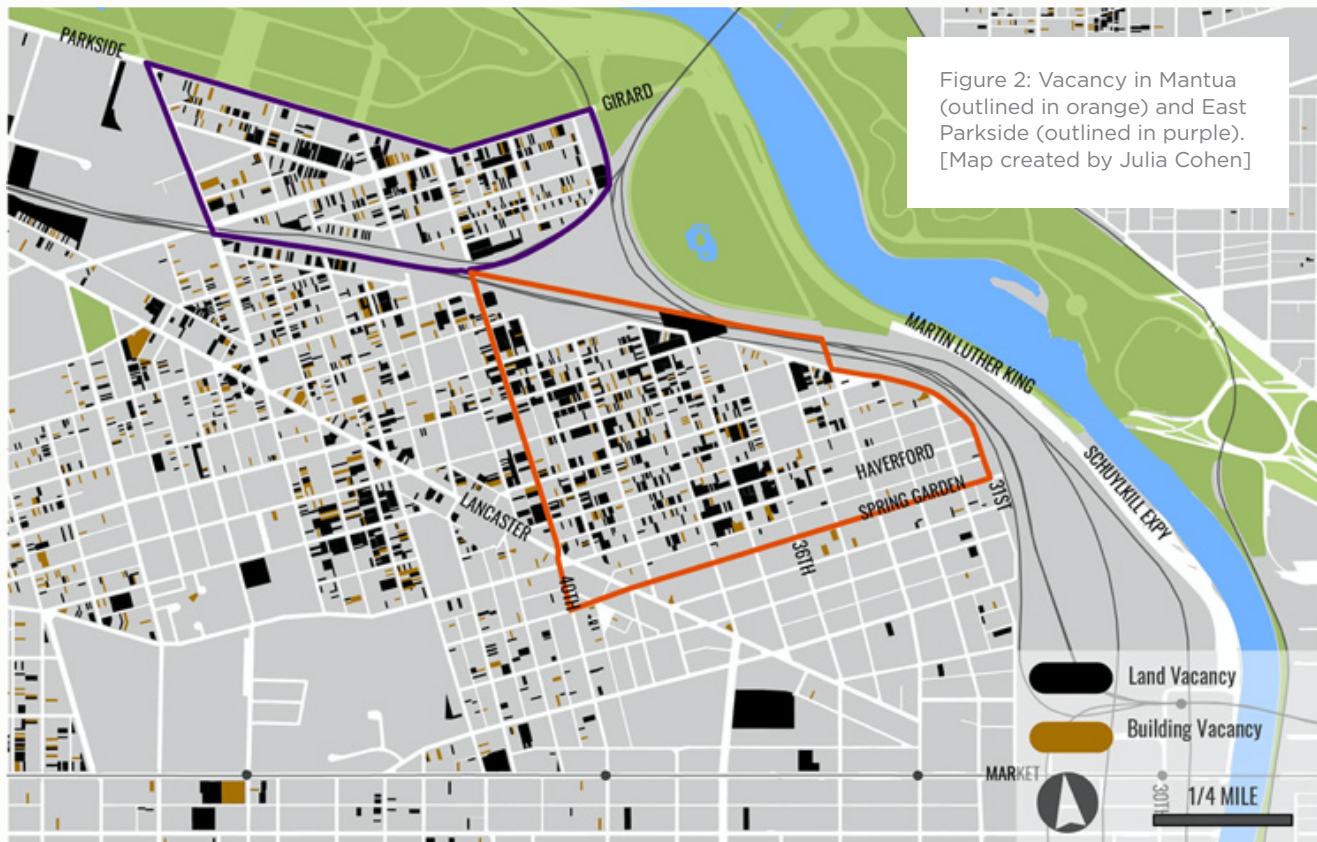 PARKSIDE
GIRARD
Figure 2: Vacancy in Mantua
(outlined in orange) and East
Parkside (outlined in purple).
[Map created by Julia Cohen]
MARTIN LUTHER KING
SCHUYLKILL EXPY
HAVERFORD
SPRING GARDEN
31ST
LANCASTER
36TH
40TH
Land Vacancy
Building Vacancy
MARKET
30TH
1/4 MILE